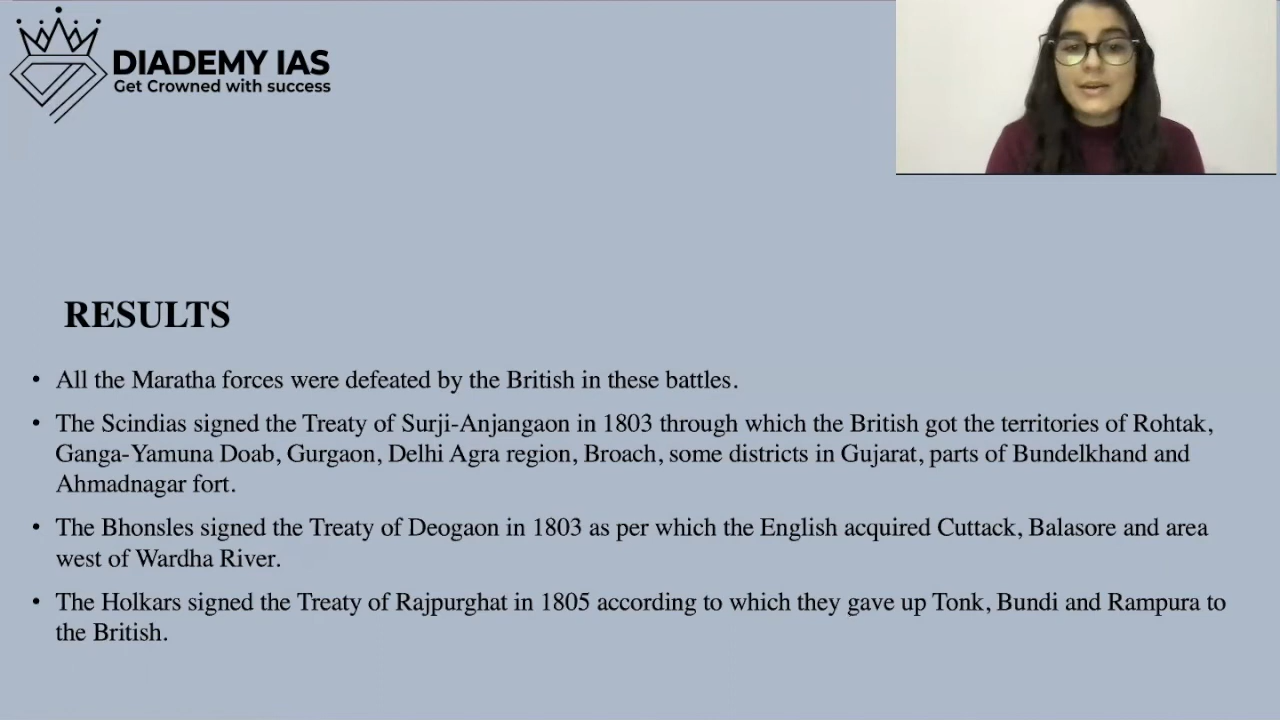 DIADEMY IAS
Get Crowned with success
RESULTS
• All the Maratha forces were defeated by the British in these battles.
• The Scindias signed the Treaty of Surji-Anjangaon in 1803 through which the British got the territories of Rohtak,
Ganga-Yamuna Doab, Gurgaon, Delhi Agra region, Broach, some districts in Gujarat, parts of Bundelkhand and
Ahmadnagar fort.
• The Bhonsles signed the Treaty of Deogaon in 1803 as per which the English acquired Cuttack, Balasore and area
west of Wardha River.
• The Holkars signed the Treaty of Rajpurghat in 1805 according to which they gave up Tonk, Bundi and Rampura to
the British.